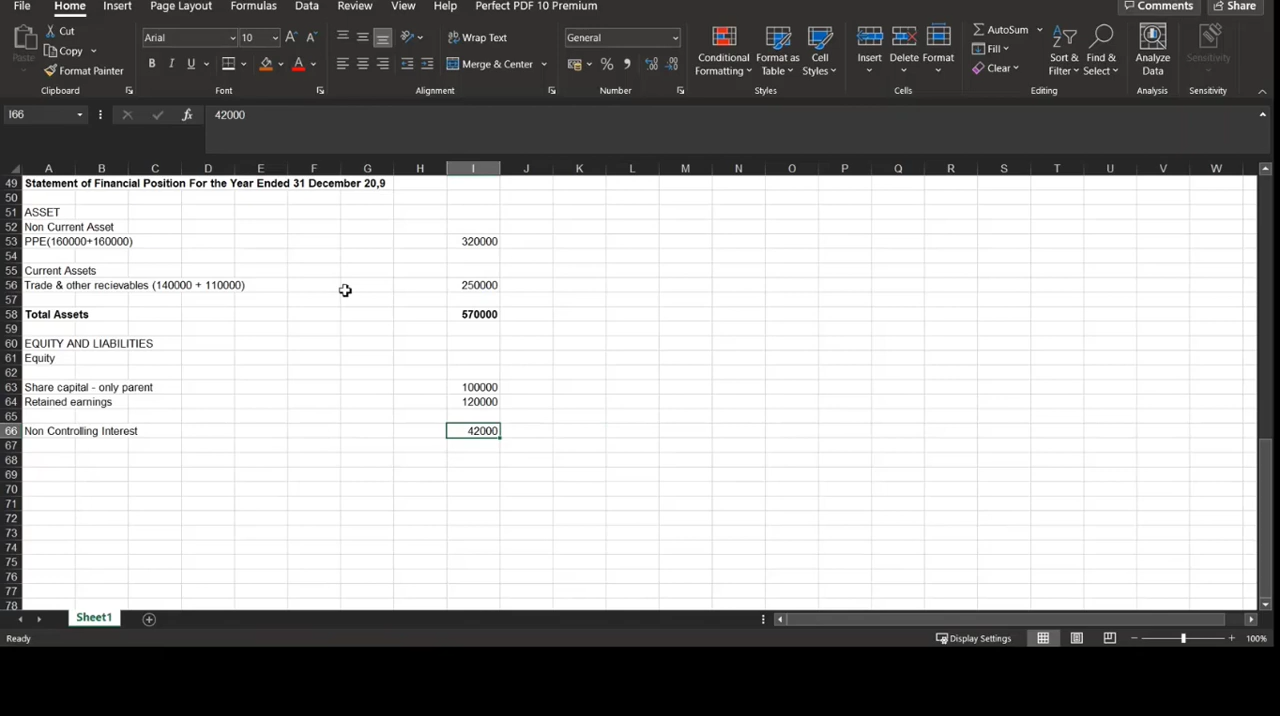 File Home Insert Page Layout Formulas Data Review View Help Perfect PDF 10 Premium Comments Share
Cut
Copy
Format Painter
Paste
Clipboard
Arial 10 A A
B I U A
Font
Wrap Text
Merge & Center
Alignment
General
% 9
Number
Conditional Formatting
Format as Table
Cell Styles
Styles
Insert Delete Format
Cells
AutoSum
Fill
Clear
Sort & Filter
Find & Select
Editing
Analyze Data
Analysis
Sensitivity
Sensitivity
I66 fx 42000
A B C D E F G H I J K L M N O P Q R S T U V W
49 Statement of Financial Position For the Year Ended 31 December 20,9
50
51 ASSET
52 Non Current Asset
53 PPE(160000+160000) 320000
54
55 Current Assets
56 Trade & other recievables (140000 + 110000) 250000
57
58 Total Assets 570000
59
60 EQUITY AND LIABILITIES
61 Equity
62
63 Share capital - only parent 100000
64 Retained earnings 120000
65
66 Non Controlling Interest 42000
67
68
69
70
71
72
73
74
75
76
77
78
Sheet1
Ready Display Settings 100%